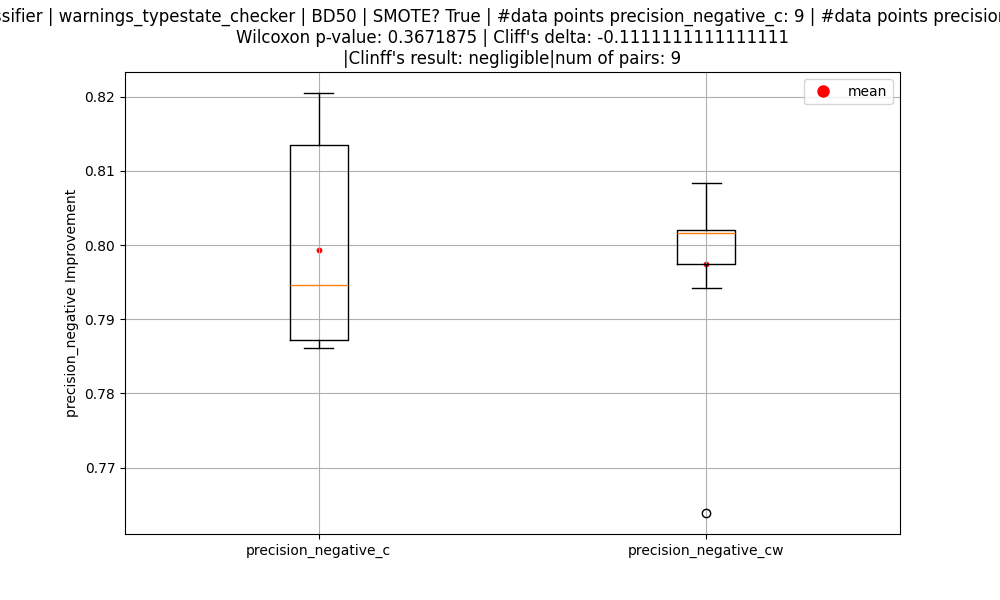 ssifier | warnings_typestate_checker | BD50 | SMOTE? True | #data points precision_negative_c: 9 | #data points precision
Wilcoxon p-value: 0.3671875 | Cliff's delta: -0.1111111111111111
|Clinff's result: negligible|num of pairs: 9
mean
0.82
0.81
0.80
0.79
0.78
0.77
precision_negative Improvement
precision_negative_c
precision_negative_cw